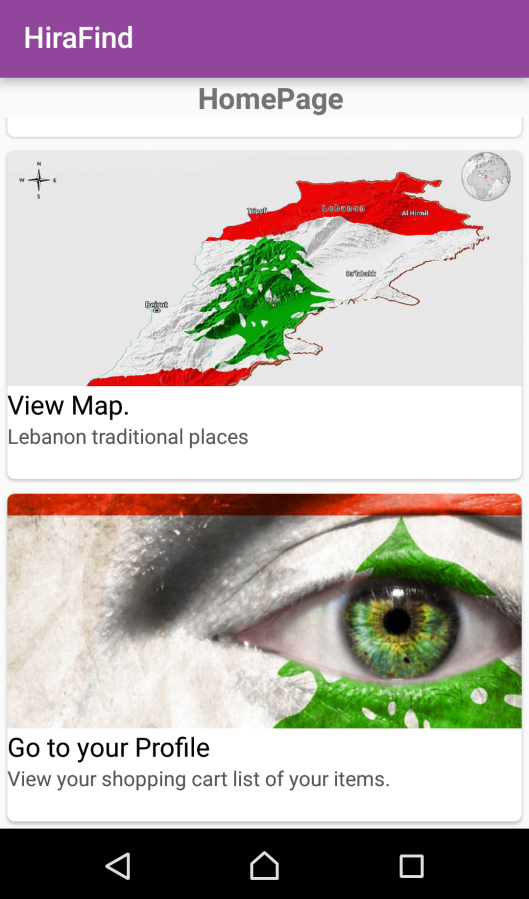 HiraFind
HomePage
N
W E
S
Tripoli
Lebanon
Al Hirmil
Ba'labakk
Beirut
View Map.
Lebanon traditional places
Go to your Profile
View your shopping cart list of your items.